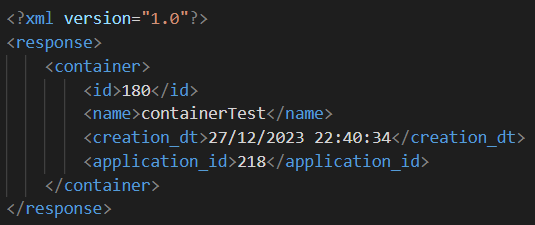 <?xml version="1.0"?>
<response>
<container>
<id>180</id>
<name>containerTest</name>
<creation_dt>27/12/2023 22:40:34</creation_dt>
<application_id>218</application_id>
</container>
</response>